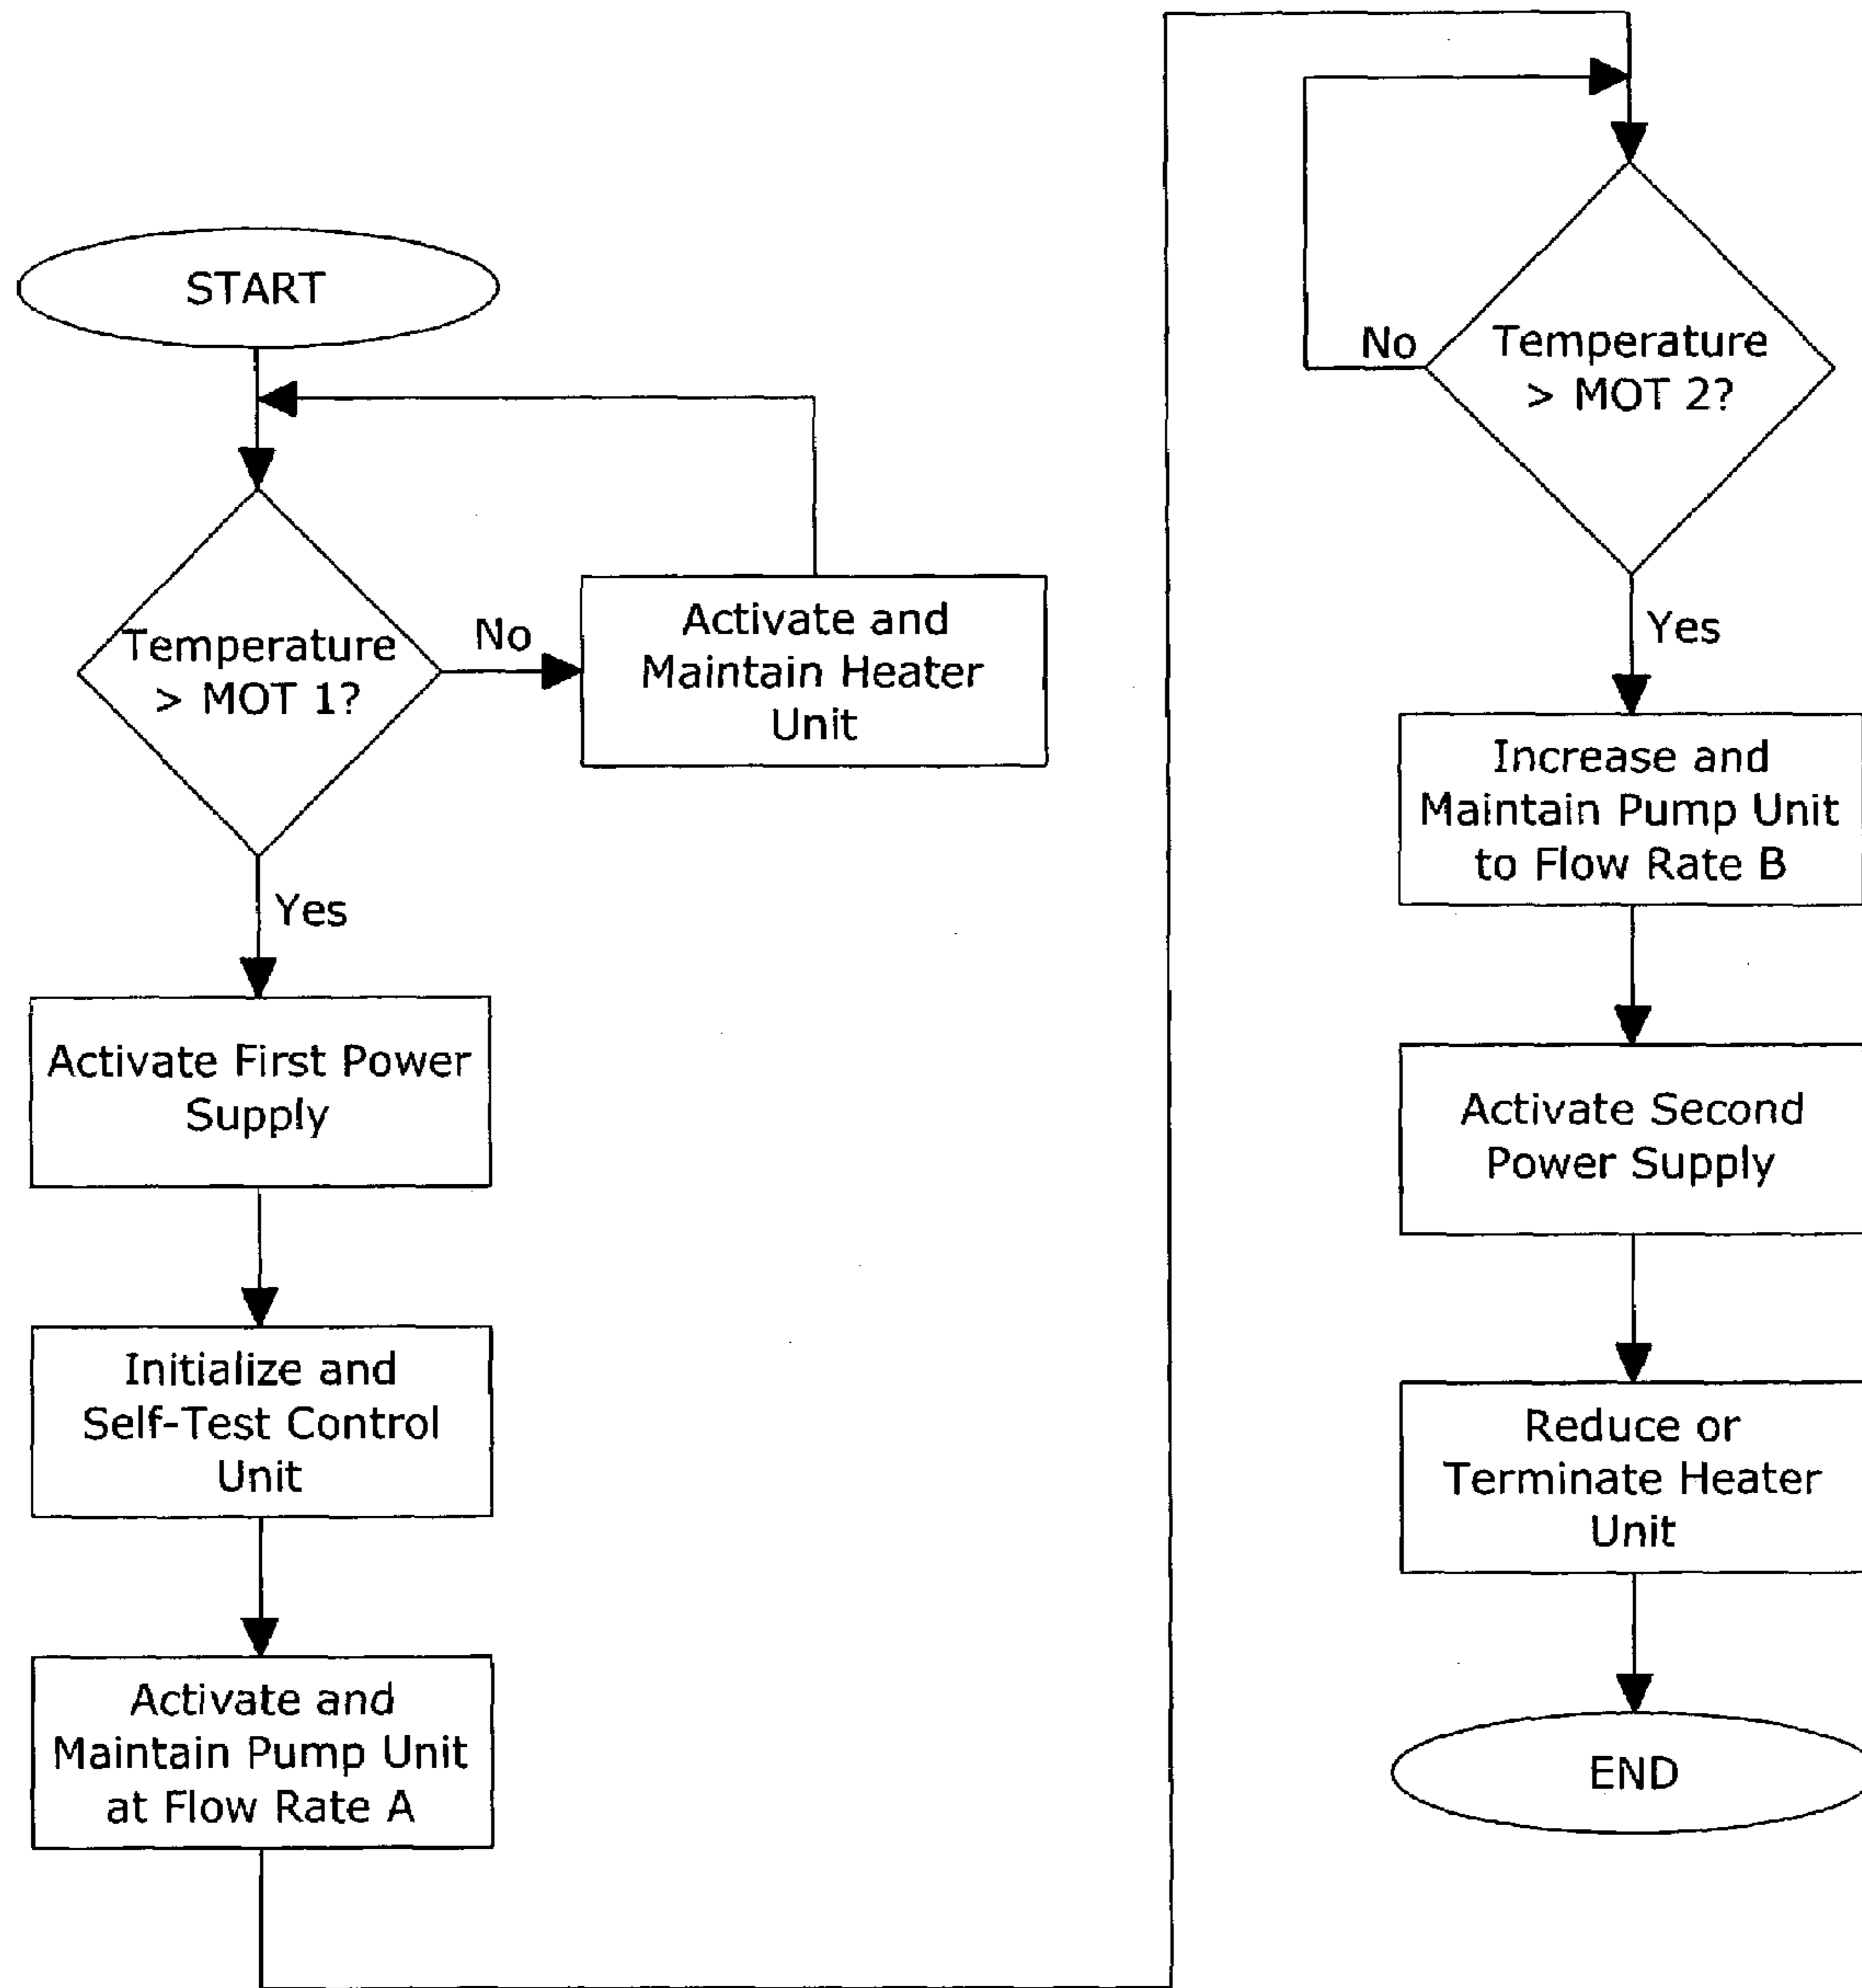 START
Temperature
> MOT 1?
No
Activate and
Maintain Heater
Unit
Yes
Activate First Power
Supply
Initialize and
Self-Test Control
Unit
Activate and
Maintain Pump Unit
at Flow Rate A
No
Temperature
> MOT 2?
Yes
Increase and
Maintain Pump Unit
to Flow Rate B
Activate Second
Power Supply
Reduce or
Terminate Heater
Unit
END